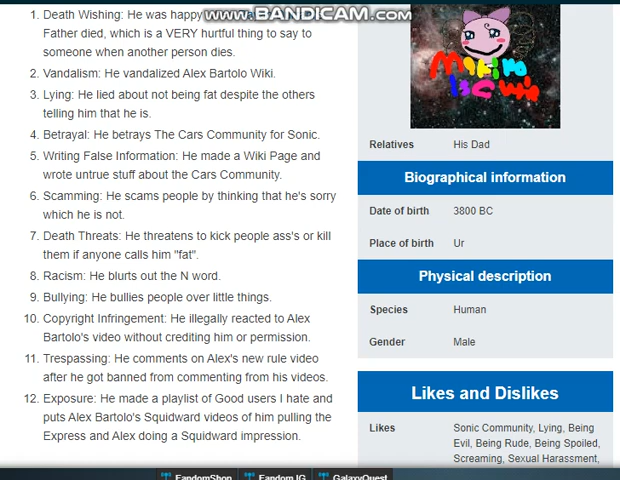 www.BANDICAM.com
1. Death Wishing: He was happy
Father died, which is a VERY hurtful thing to say to
someone when another person dies.
2. Vandalism: He vandalized Alex Bartolo Wiki.
3. Lying: He lied about not being fat despite the others
telling him that he is.
4. Betrayal: He betrays The Cars Community for Sonic.
5. Writing False Information: He made a Wiki Page and
wrote untrue stuff about the Cars Community.
6. Scamming: He scams people by thinking that he's sorry
which he is not.
7. Death Threats: He threatens to kick people ass's or kill
them if anyone calls him "fat".
8. Racism: He blurts out the N word.
9. Bullying: He bullies people over little things.
10. Copyright Infringement: He illegally reacted to Alex
Bartolo's video without crediting him or permission.
11. Trespassing: He comments on Alex's new rule video
after he got banned from commenting from his videos.
12. Exposure: He made a playlist of Good users I hate and
puts Alex Bartolo's Squidward videos of him pulling the
Express and Alex doing a Squidward impression.
Relatives His Dad
Biographical information
Date of birth 3800 BC
Place of birth Ur
Physical description
Species Human
Gender Male
Likes and Dislikes
Likes Sonic Community, Lying, Being
Evil, Being Rude, Being Spoiled,
Screaming, Sexual Harassment,
FandomShop Fandom IG GalaxyQuest